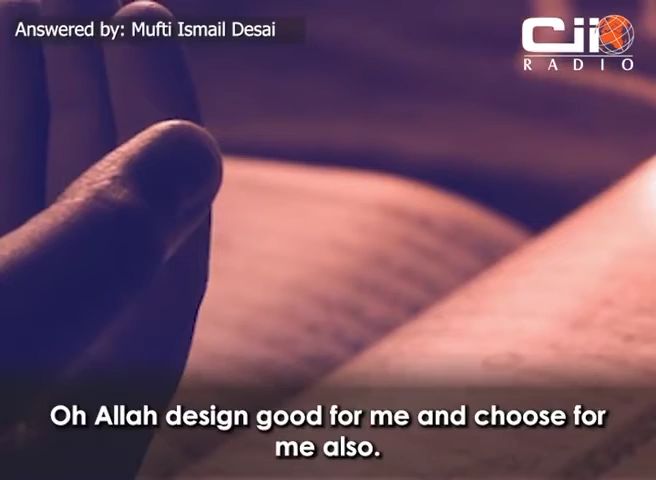 Answered by: Mufti Ismail Desai
Cii
RADIO
Oh Allah design good for me and choose for
me also.